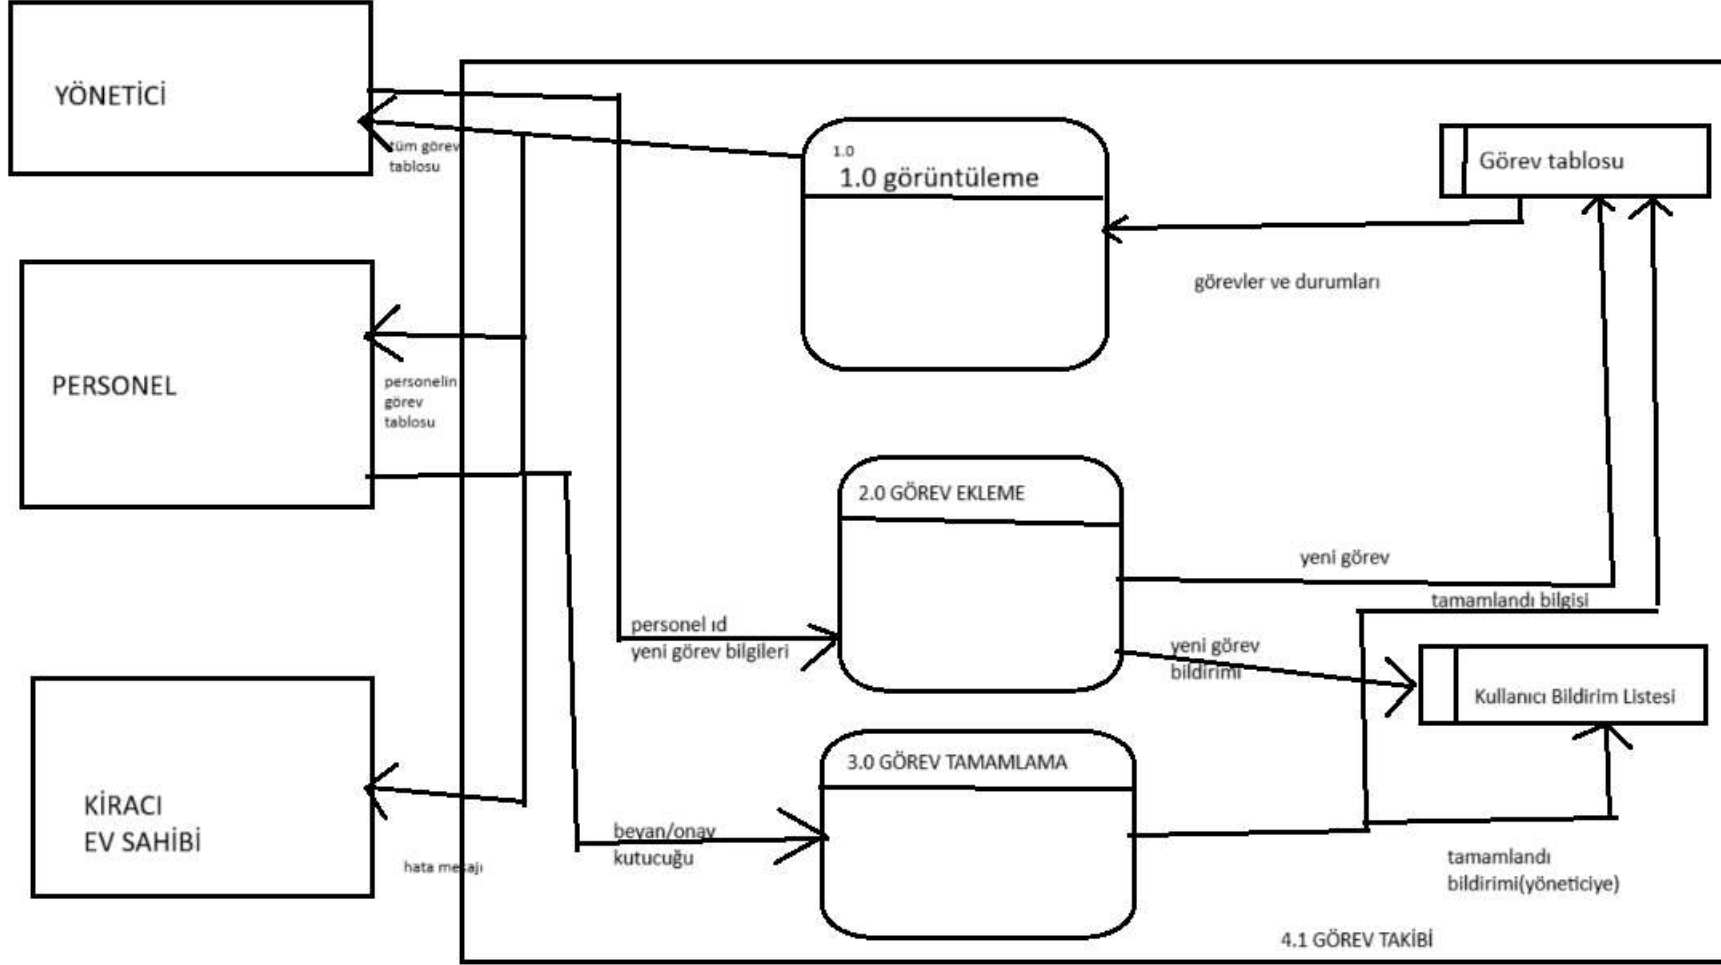 YÖNETİCİ
tüm görev
tablosu
1.0
1.0 görüntüleme
Görev tablosu
görevler ve durumları
PERSONEL
personelin
görev
tablosu
2.0 GÖREV EKLEME
yeni görev
tamamlandı bilgisi
personel ıd
yeni görev bilgileri
yeni görev
bildirimi
Kullanıcı Bildirim Listesi
3.0 GÖREV TAMAMLAMA
KİRACI
EV SAHİBİ
hata mesajı
beyan/onay
kutucuğu
tamamlandı
bildirimi(yöneticiye)
4.1 GÖREV TAKİBİ